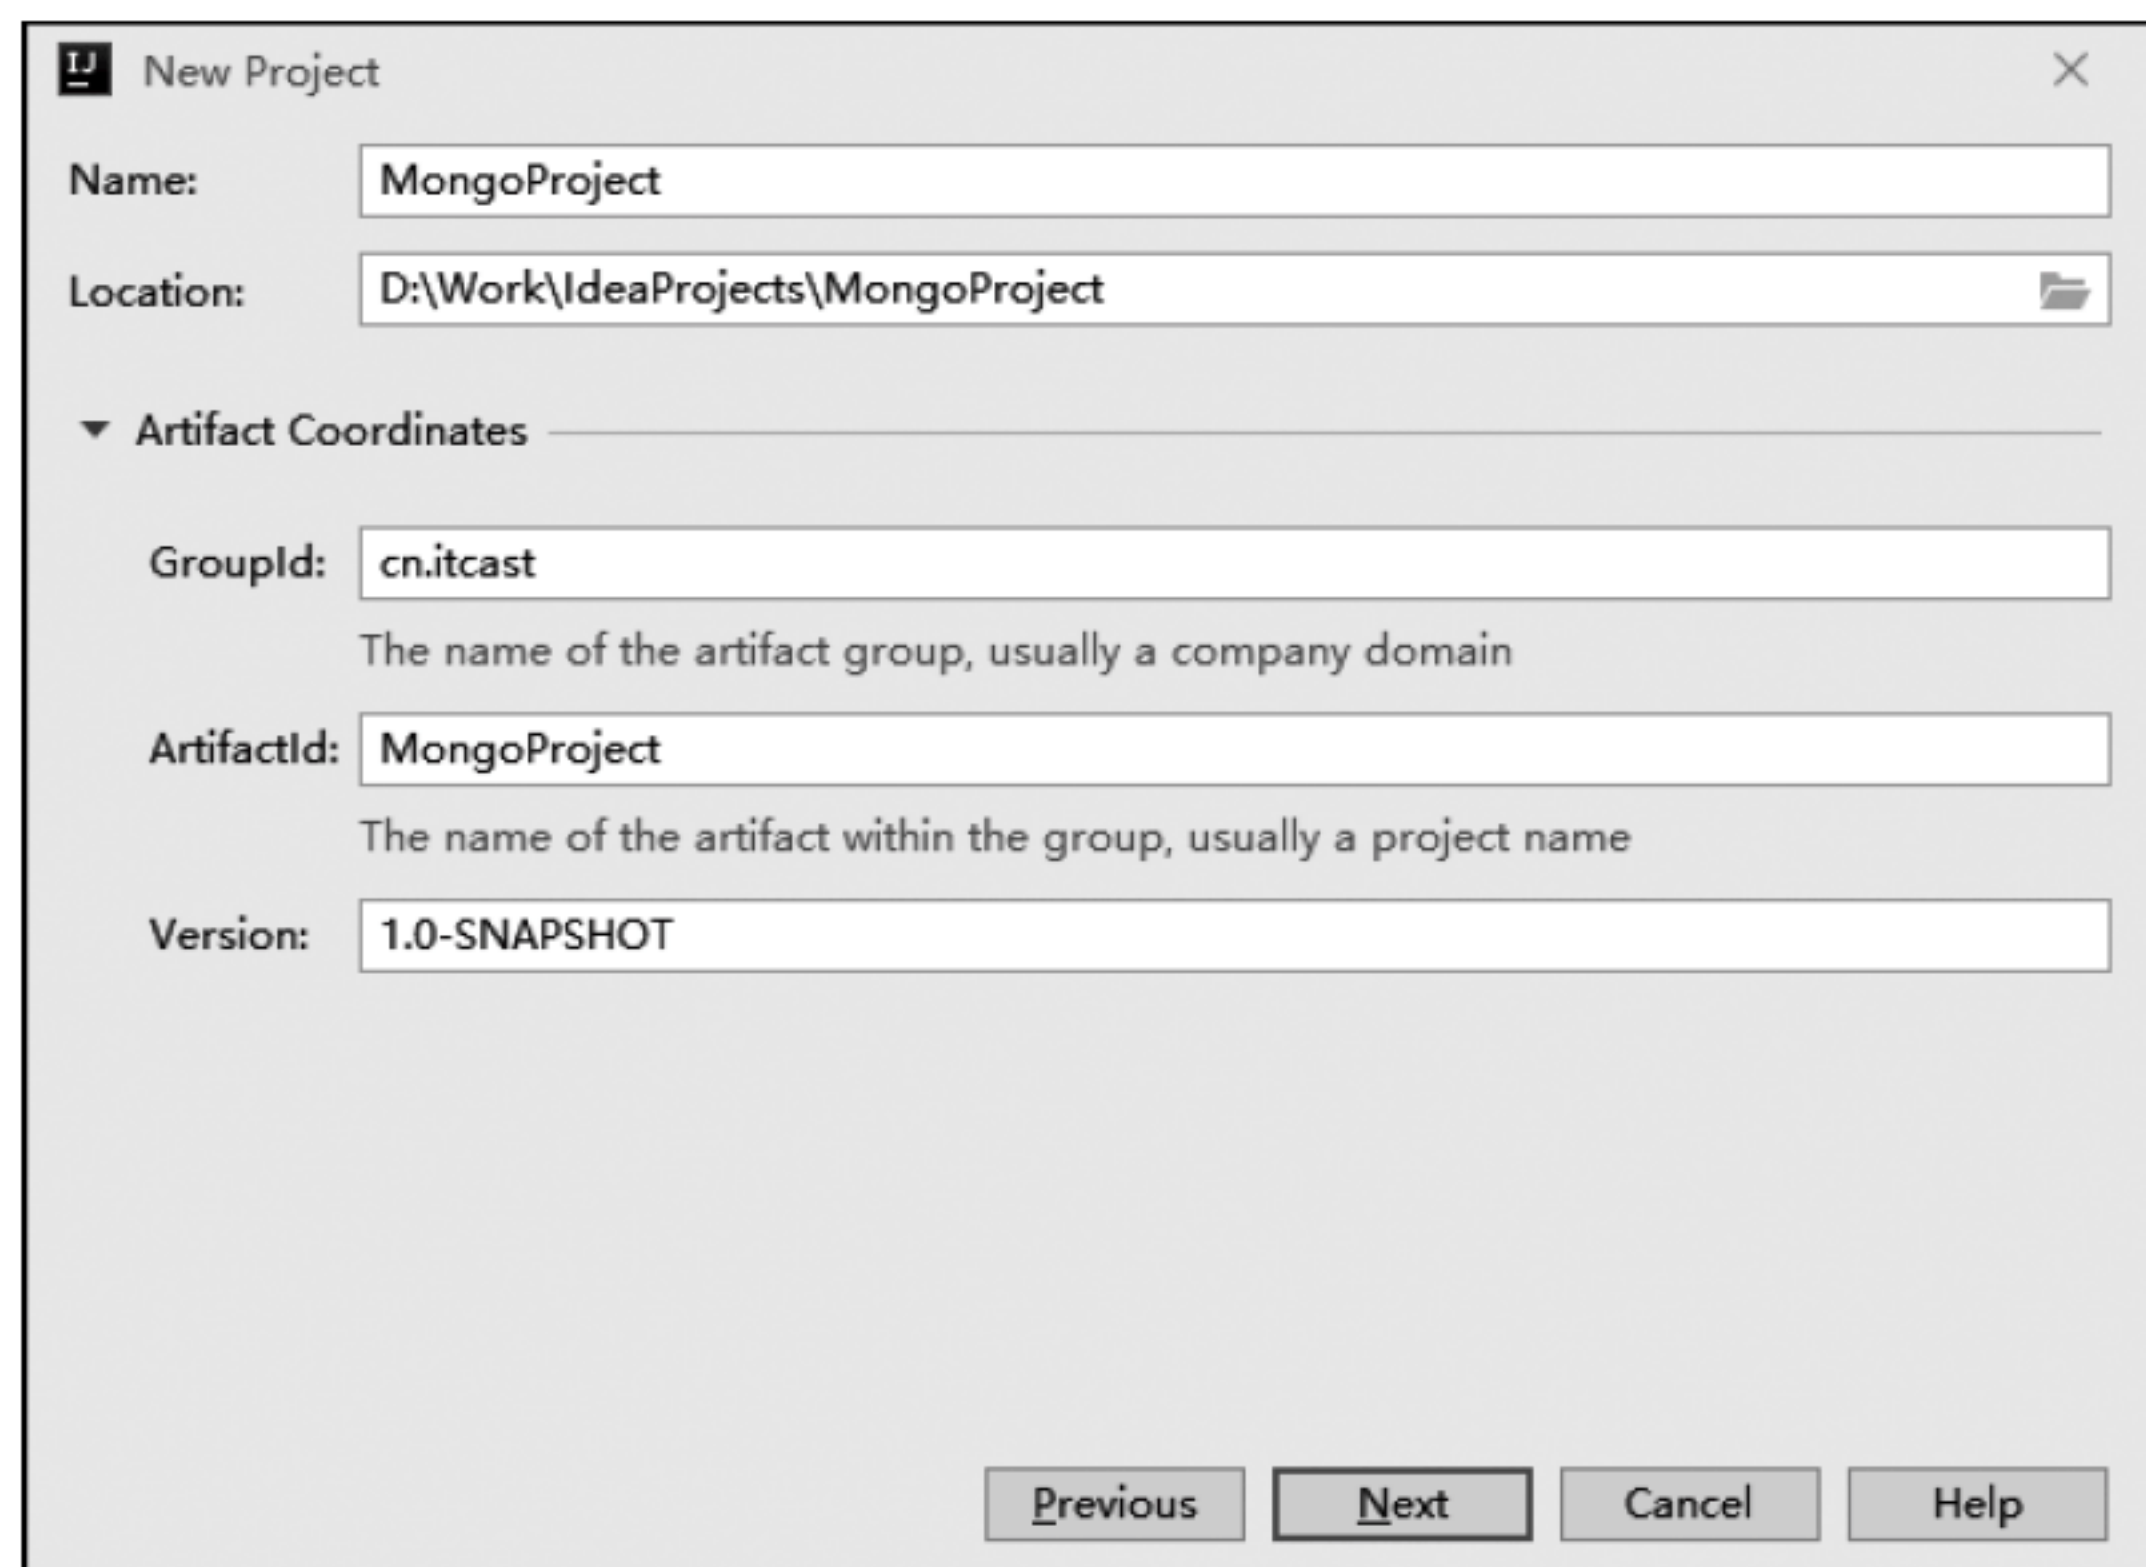 IJ New Project
Name: MongoProject
Location: D:\Work\IdeaProjects\MongoProject
Artifact Coordinates
GroupId: cn.itcast
The name of the artifact group, usually a company domain
ArtifactId: MongoProject
The name of the artifact within the group, usually a project name
Version: 1.0-SNAPSHOT
Previous Next Cancel Help